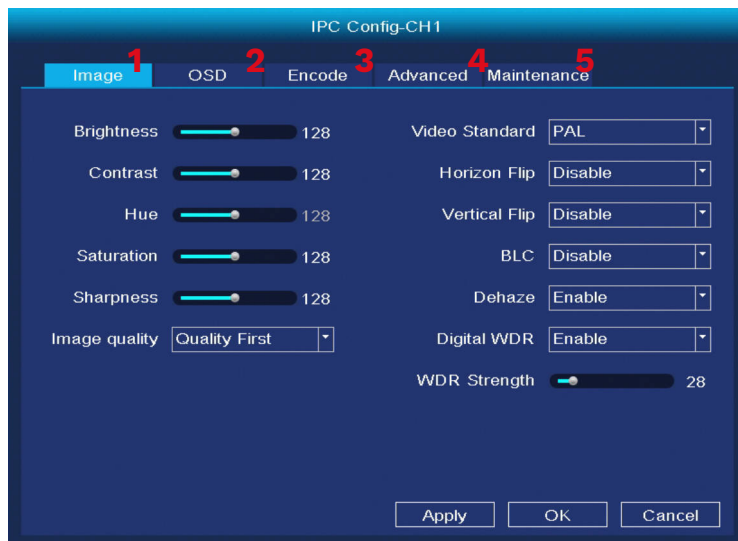 IPC Config-CH1
1 2 3 4 5
Image OSD Encode Advanced Maintenance
Brightness 128 Video Standard PAL
Contrast 128 Horizon Flip Disable
Hue 128 Vertical Flip Disable
Saturation 128 BLC Disable
Sharpness 128 Dehaze Enable
Image quality Quality First Digital WDR Enable
WDR Strength 28
Apply OK Cancel